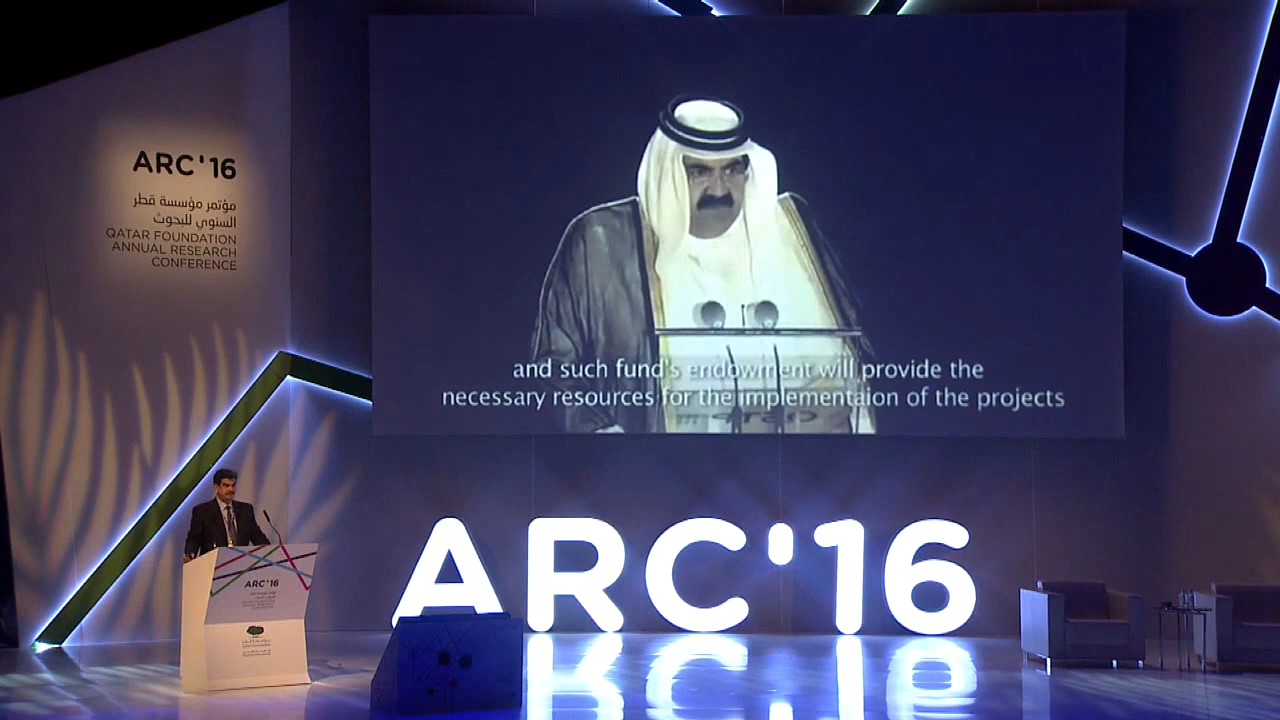 ARC'16
مؤتمر مؤسسة قطر
السنوي للبحوث
QATAR FOUNDATION
ANNUAL RESEARCH
CONFERENCE
and such fund's endowment will provide the
necessary resources for the implementaion of the projects
ARC'16
ARC'16